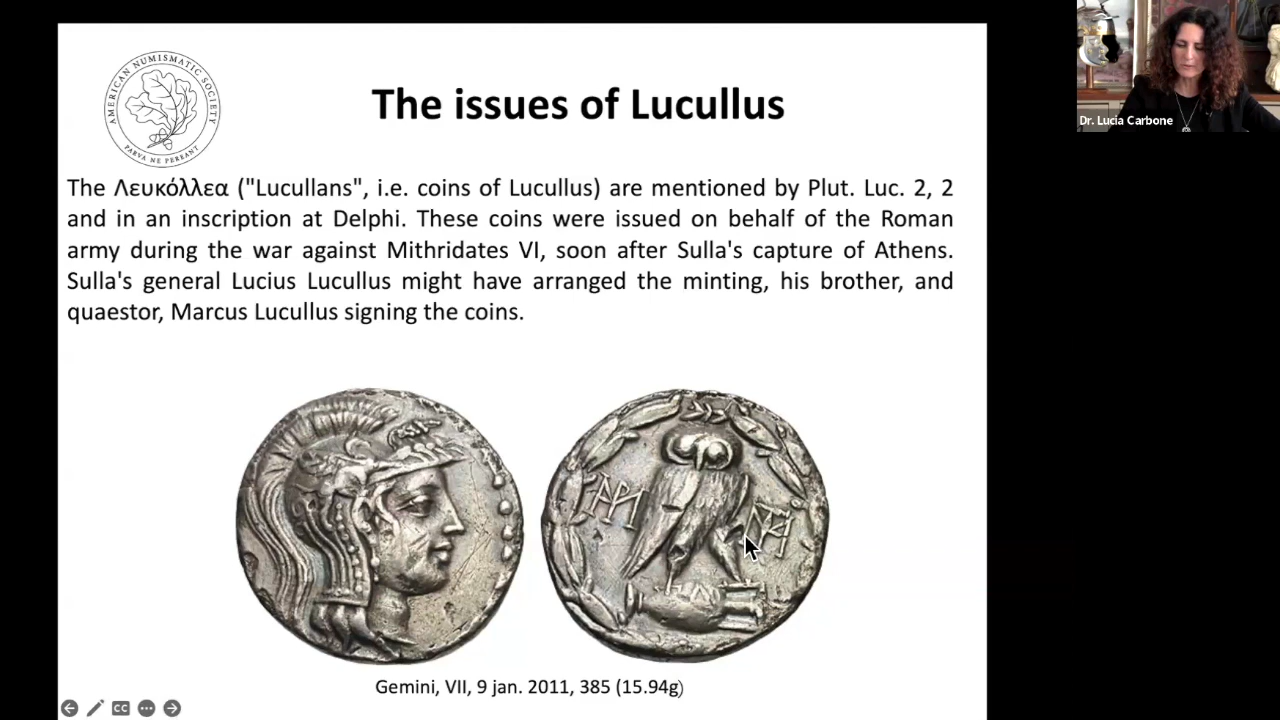 AMERICAN NUMISMATIC SOCIETY
PARVA NE PEREANT
The issues of Lucullus
The Λευκόλλεα ("Lucullans", i.e. coins of Lucullus) are mentioned by Plut. Luc. 2, 2
and in an inscription at Delphi. These coins were issued on behalf of the Roman
army during the war against Mithridates VI, soon after Sulla's capture of Athens.
Sulla's general Lucius Lucullus might have arranged the minting, his brother, and
quaestor, Marcus Lucullus signing the coins.
Gemini, VII, 9 jan. 2011, 385 (15.94g)
CC
Dr. Lucia Carbone